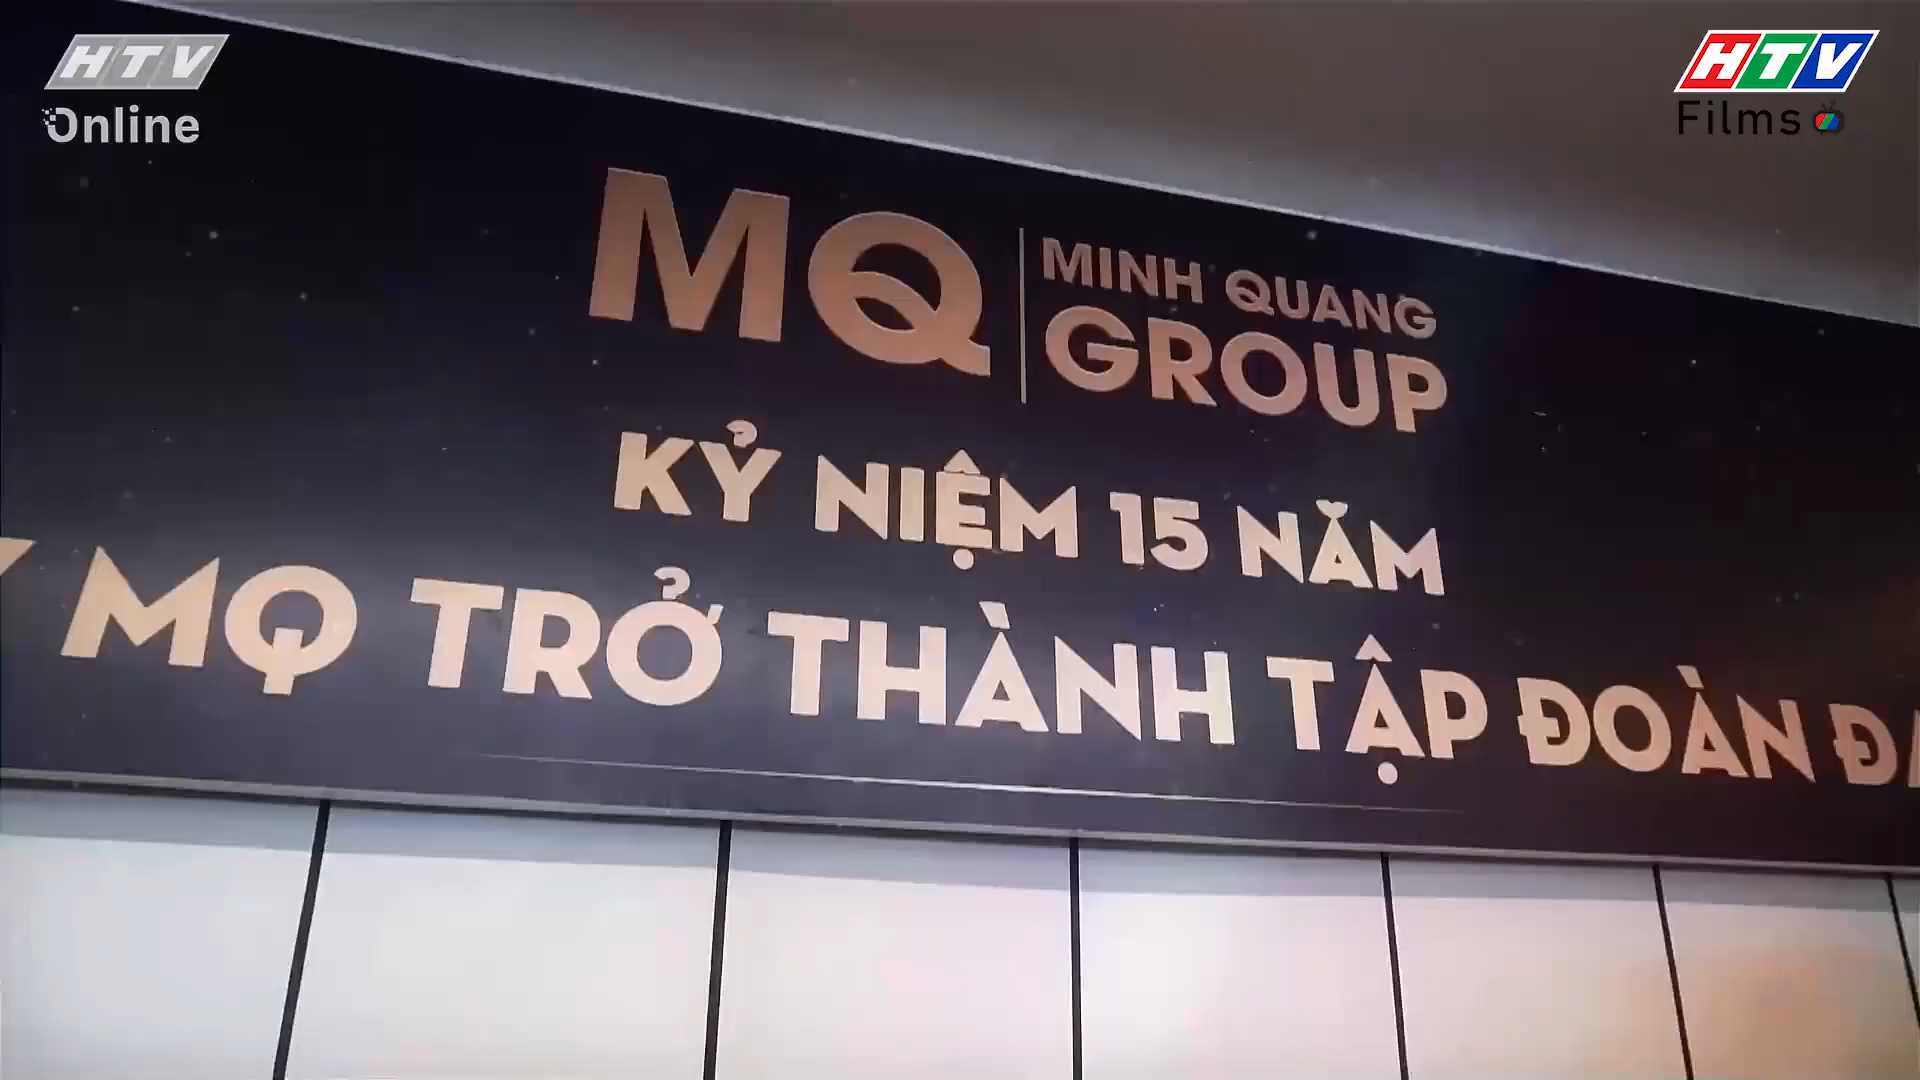 HTV
Online
HTV
Films
MQ
MINH QUANG
GROUP
KỶ NIỆM 15 NĂM
MQ TRỞ THÀNH TẬP ĐOÀN